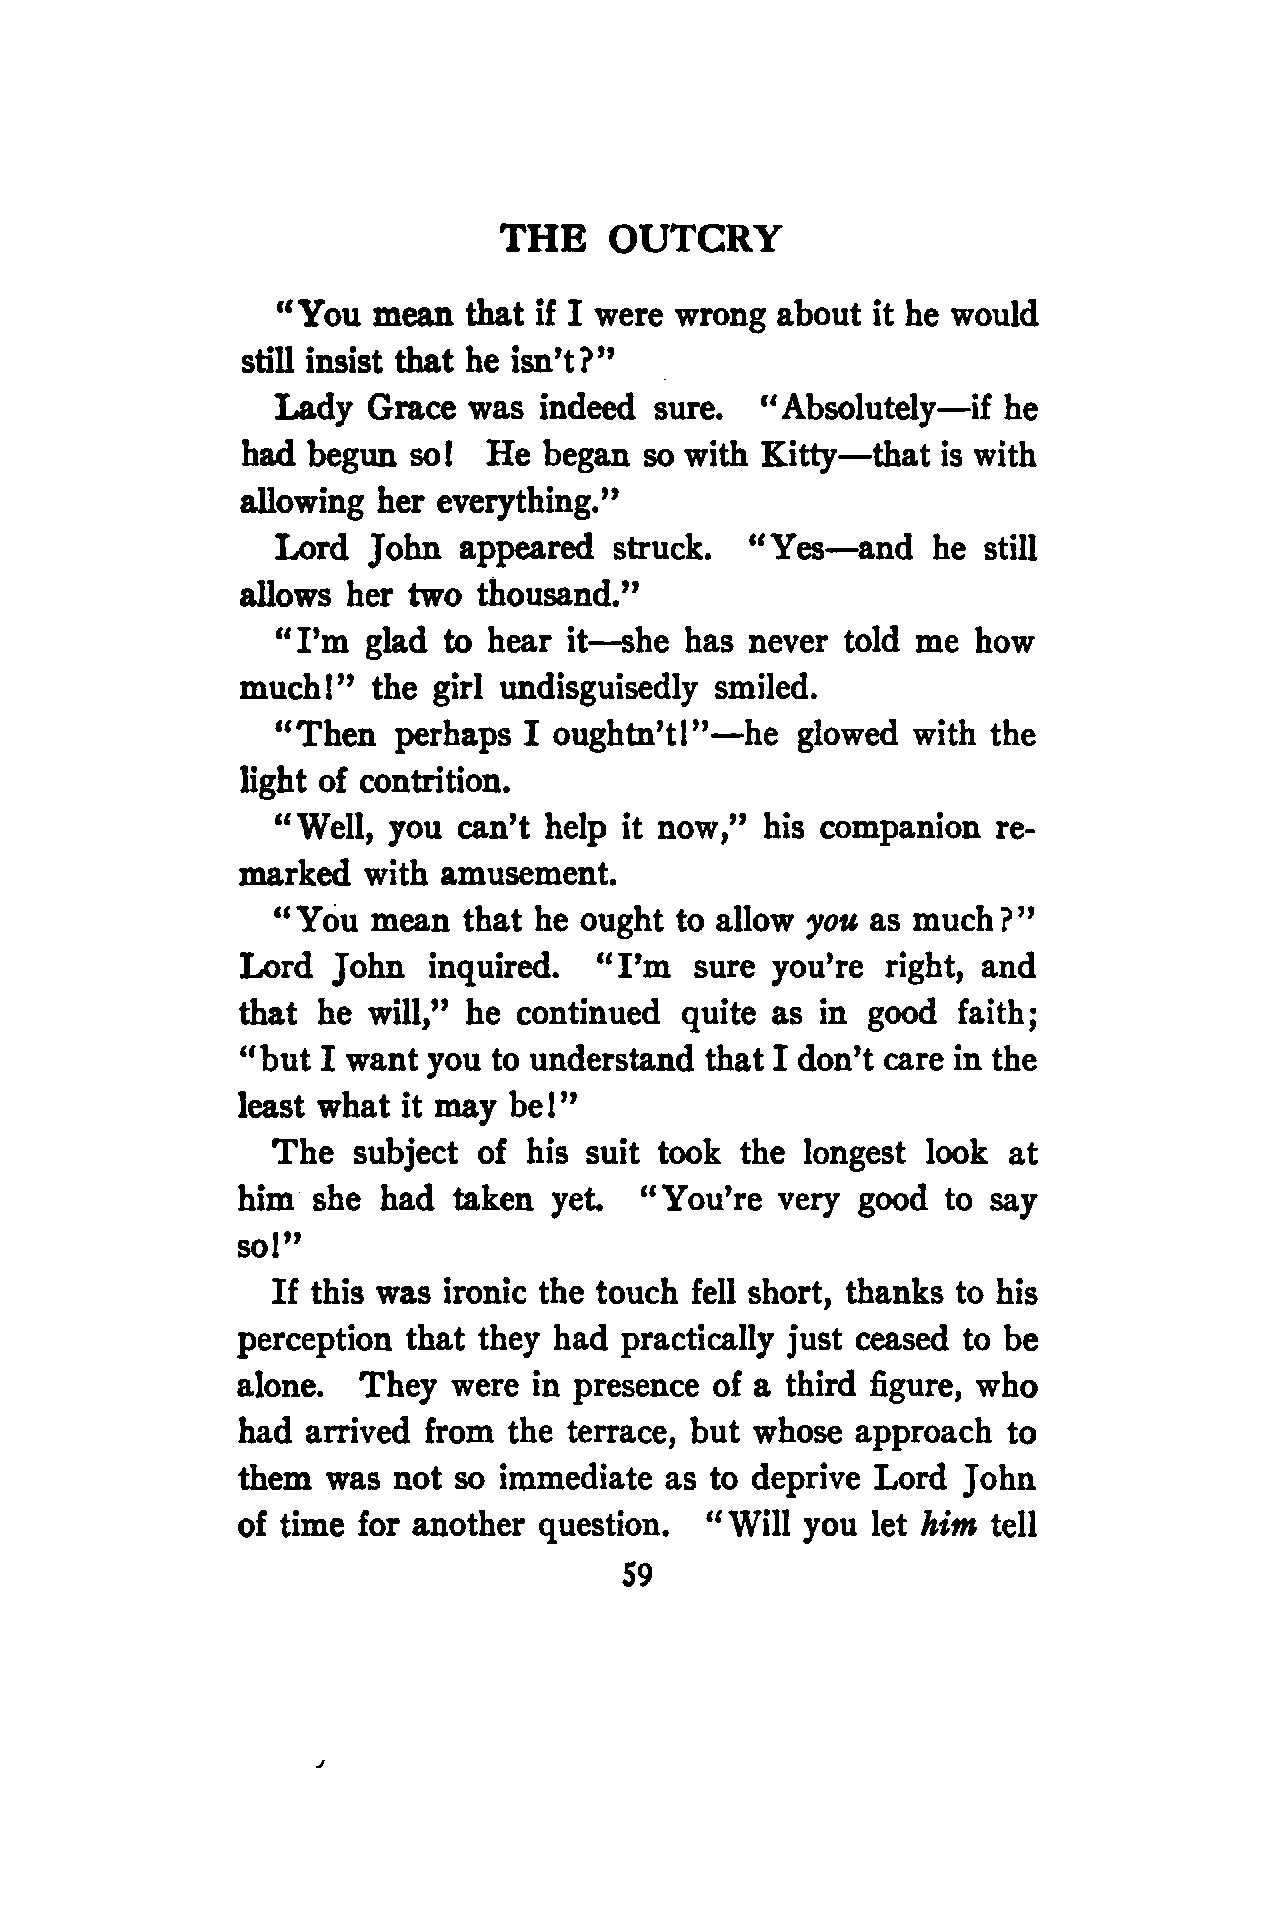 THE OUTCRY
“You mean that if I were wrong about it he would
still insist that he isn’t?”
Lady Grace was indeed sure. “Absolutely—if he
had begun so! He began so with Kitty—that is with
allowing her everything.”
Lord John appeared struck. “Yes—and he still
allows her two thousand.”
“I’m glad to hear it—she has never told me how
much!” the girl undisguisedly smiled.
“Then perhaps I oughtn’t!”—he glowed with the
light of contrition.
“Well, you can’t help it now,” his companion re-
marked with amusement.
“You mean that he ought to allow you as much?”
Lord John inquired. “I’m sure you’re right, and
that he will,” he continued quite as in good faith;
“but I want you to understand that I don’t care in the
least what it may be!”
The subject of his suit took the longest look at
him she had taken yet. “You’re very good to say
so!”
If this was ironic the touch fell short, thanks to his
perception that they had practically just ceased to be
alone. They were in presence of a third figure, who
had arrived from the terrace, but whose approach to
them was not so immediate as to deprive Lord John
of time for another question. “Will you let him tell
59